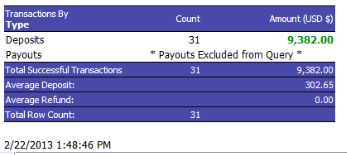 Transactions By Type Count Amount (USD $)
Deposits 31 9,382.00
Payouts * Payouts Excluded from Query *
Total Successful Transactions 31 9,382.00
Average Deposit: 302.65
Average Refund: 0.00
Total Row Count: 31
2/22/2013 1:48:46 PM